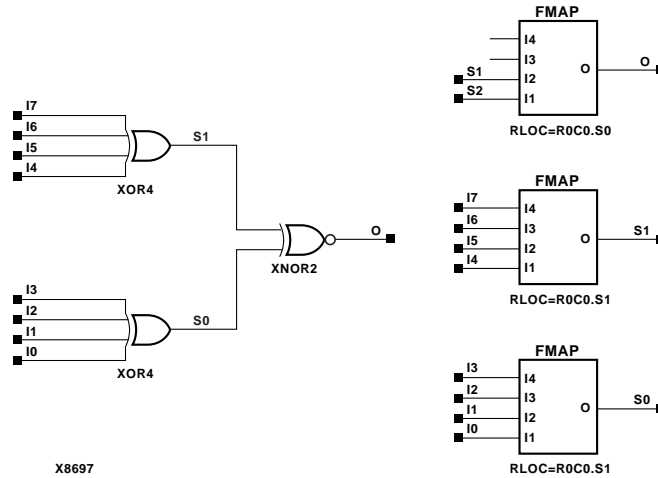 I7
I6
I5
I4
XOR4
S1
I3
I2
I1
I0
XOR4
S0
XNOR2
O
X8697
FMAP
I4
I3
S1
I2
S2
I1
O
O
RLOC=R0C0.S0
FMAP
I7
I4
I6
I3
I5
I2
I4
I1
O
S1
RLOC=R0C0.S1
FMAP
I3
I4
I2
I3
I1
I2
I0
I1
O
S0
RLOC=R0C0.S1